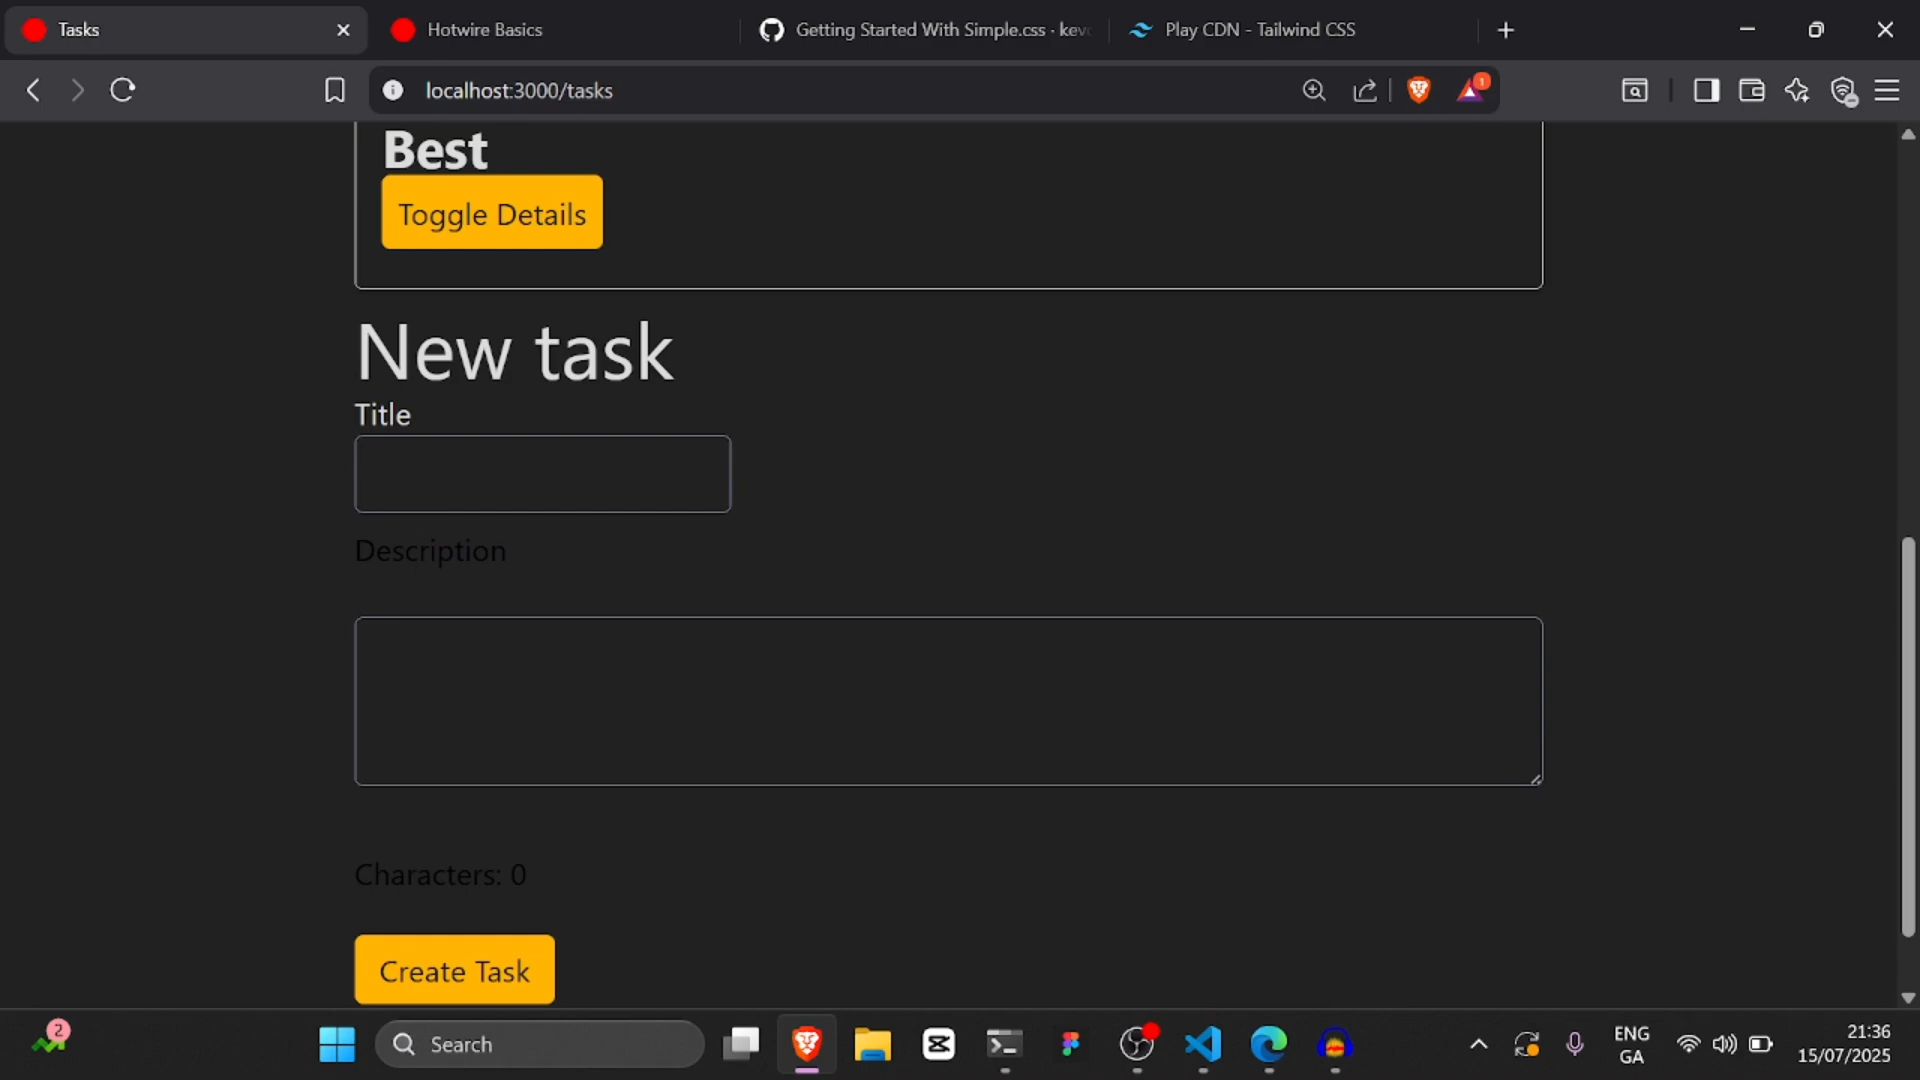 Tasks
Hotwire Basics
Getting Started With Simple.css · kev
Play CDN - Tailwind CSS
localhost:3000/tasks
1
Best
Toggle Details
New task
Title
Description
Characters: 0
Create Task
2
Search
ENG
GA
21:36
15/07/2025